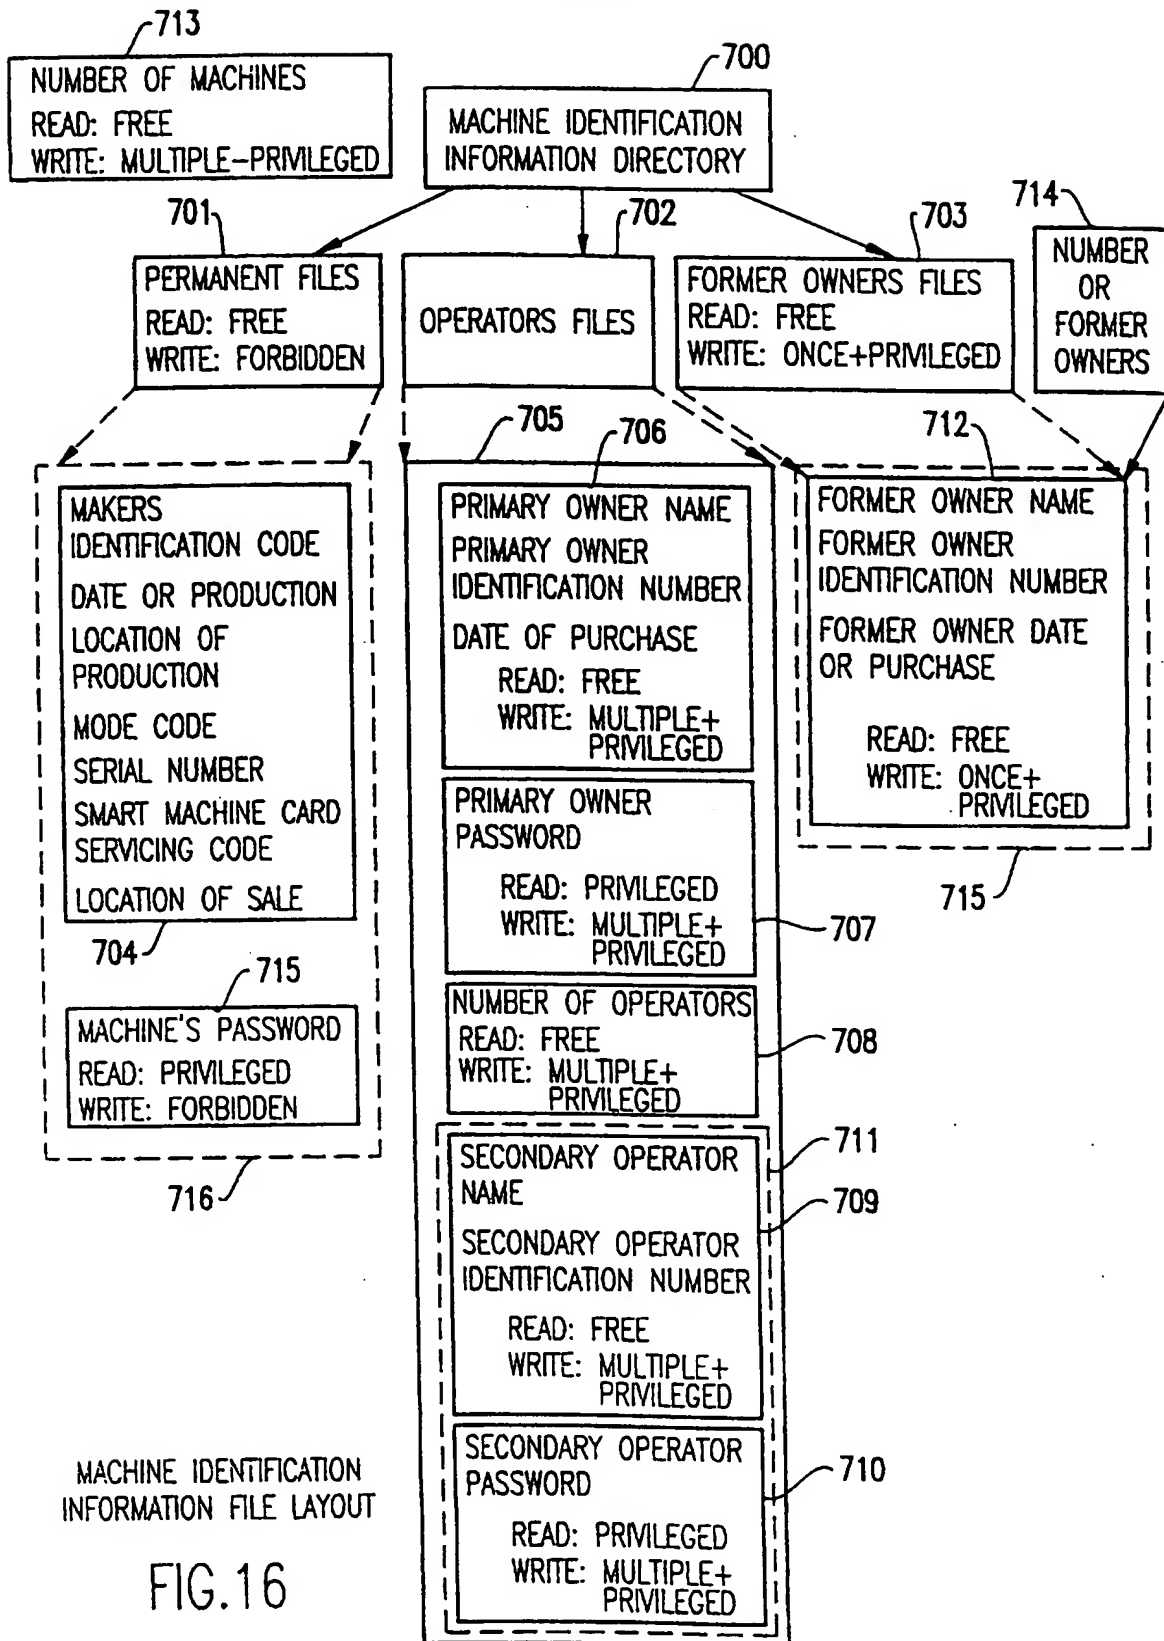 713
NUMBER OF MACHINES
READ: FREE
WRITE: MULTIPLE-PRIVILEGED
700
MACHINE IDENTIFICATION
INFORMATION DIRECTORY
701
PERMANENT FILES
READ: FREE
WRITE: FORBIDDEN
702
OPERATORS FILES
703
FORMER OWNERS FILES
READ: FREE
WRITE: ONCE+PRIVILEGED
714
NUMBER
OR
FORMER
OWNERS
MAKERS
IDENTIFICATION CODE
DATE OR PRODUCTION
LOCATION OF
PRODUCTION
MODE CODE
SERIAL NUMBER
SMART MACHINE CARD
SERVICING CODE
LOCATION OF SALE
704
715
MACHINE'S PASSWORD
READ: PRIVILEGED
WRITE: FORBIDDEN
716
705
706
PRIMARY OWNER NAME
PRIMARY OWNER
IDENTIFICATION NUMBER
DATE OF PURCHASE
READ: FREE
WRITE: MULTIPLE+
PRIVILEGED
PRIMARY OWNER
PASSWORD
READ: PRIVILEGED
WRITE: MULTIPLE+
PRIVILEGED
707
NUMBER OF OPERATORS
READ: FREE
WRITE: MULTIPLE+
PRIVILEGED
708
711
SECONDARY OPERATOR
NAME
709
SECONDARY OPERATOR
IDENTIFICATION NUMBER
READ: FREE
WRITE: MULTIPLE+
PRIVILEGED
SECONDARY OPERATOR
PASSWORD
710
READ: PRIVILEGED
WRITE: MULTIPLE+
PRIVILEGED
712
FORMER OWNER NAME
FORMER OWNER
IDENTIFICATION NUMBER
FORMER OWNER DATE
OR PURCHASE
READ: FREE
WRITE: ONCE+
PRIVILEGED
715
MACHINE IDENTIFICATION
INFORMATION FILE LAYOUT
FIG.16